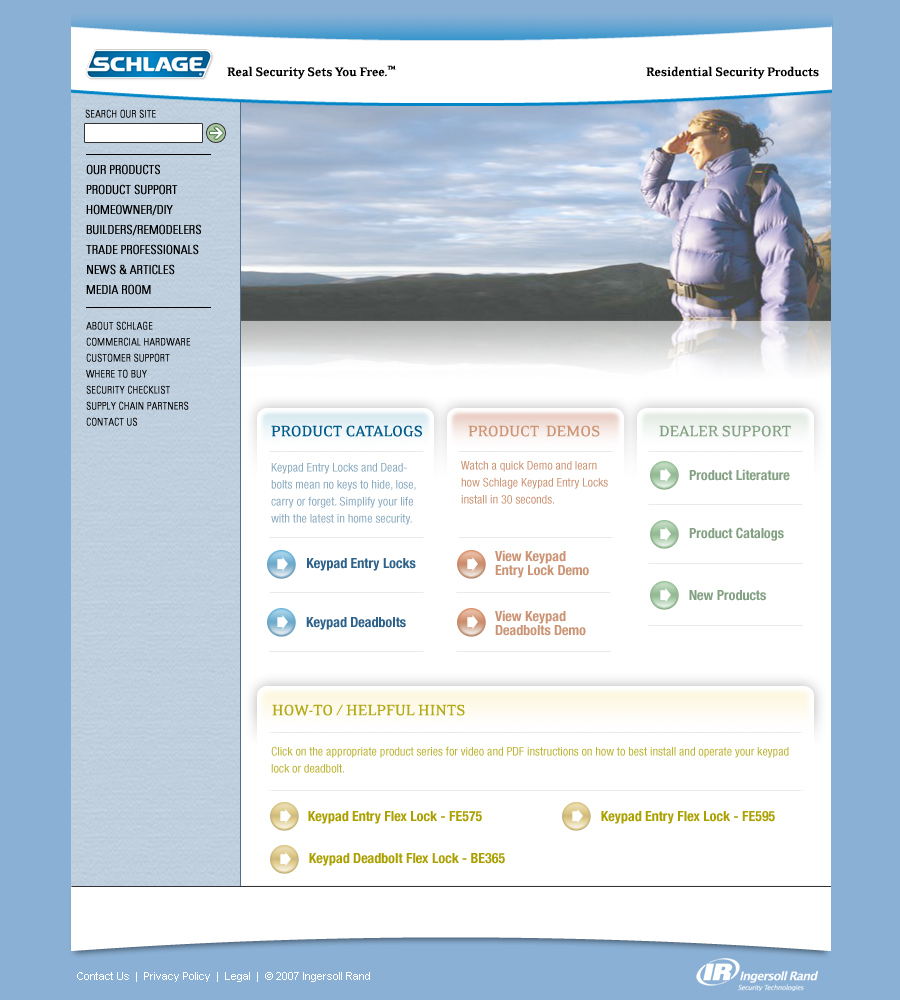 SCHLAGE
Real Security Sets You Free.™
Residential Security Products
SEARCH OUR SITE
OUR PRODUCTS
PRODUCT SUPPORT
HOMEOWNER/DIY
BUILDERS/REMODELERS
TRADE PROFESSIONALS
NEWS & ARTICLES
MEDIA ROOM
ABOUT SCHLAGE
COMMERCIAL HARDWARE
CUSTOMER SUPPORT
WHERE TO BUY
SECURITY CHECKLIST
SUPPLY CHAIN PARTNERS
CONTACT US
PRODUCT CATALOGS
Keypad Entry Locks and Dead-
bolts mean no keys to hide, lose,
carry or forget. Simplify your life
with the latest in home security.
Keypad Entry Locks
Keypad Deadbolts
PRODUCT DEMOS
Watch a quick Demo and learn
how Schlage Keypad Entry Locks
install in 30 seconds.
View Keypad
Entry Lock Demo
View Keypad
Deadbolts Demo
DEALER SUPPORT
Product Literature
Product Catalogs
New Products
HOW-TO / HELPFUL HINTS
Click on the appropriate product series for video and PDF instructions on how to best install and operate your keypad
lock or deadbolt.
Keypad Entry Flex Lock - FE575
Keypad Entry Flex Lock - FE595
Keypad Deadbolt Flex Lock - BE365
Contact Us | Privacy Policy | Legal | © 2007 Ingersoll Rand
IR Ingersoll Rand
Security Technologies